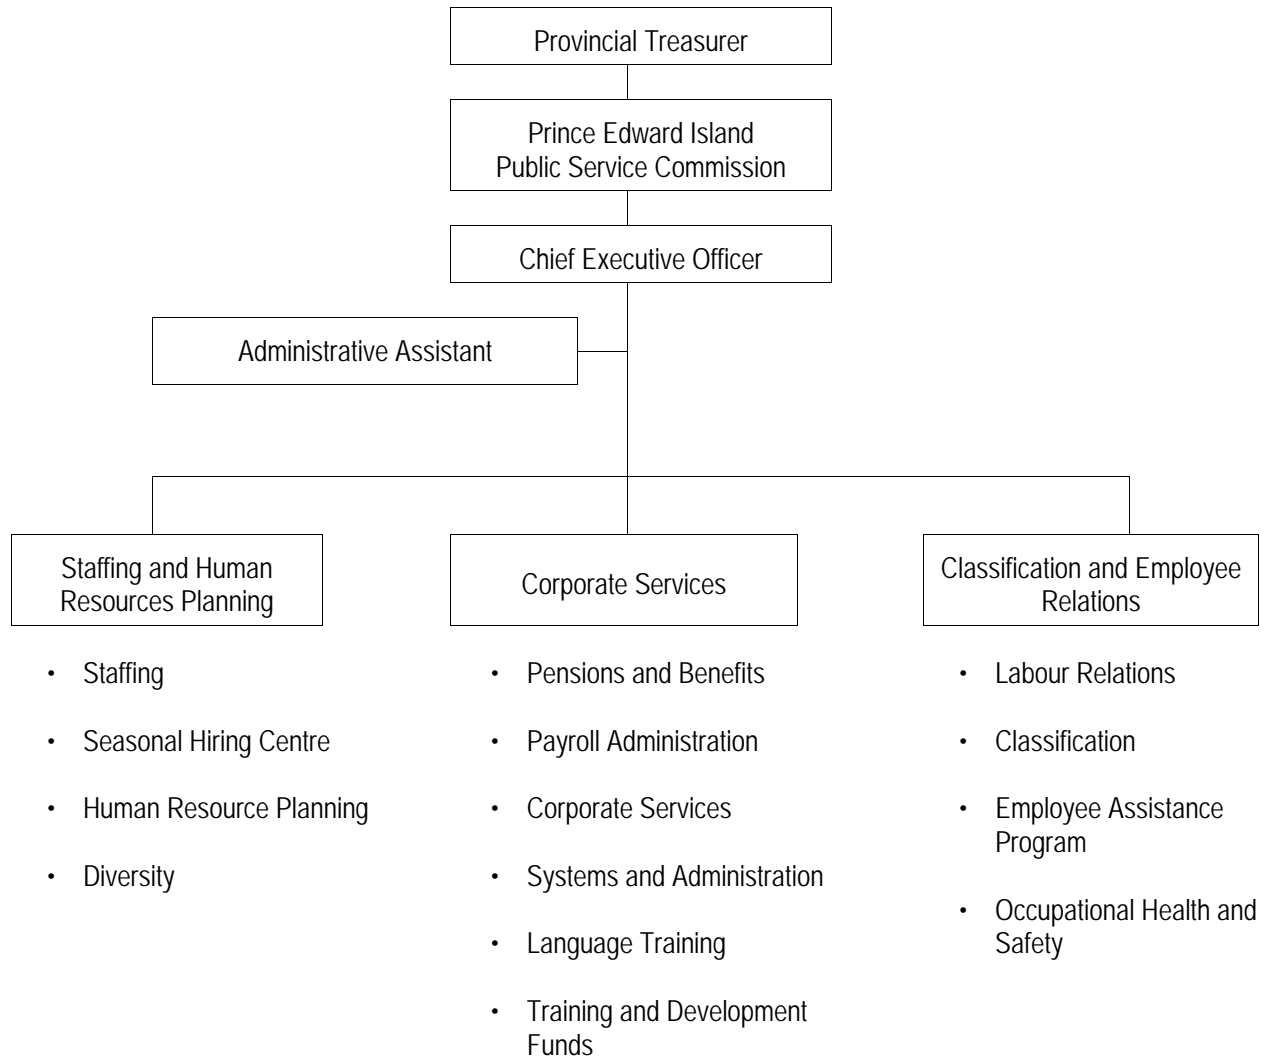 Provincial Treasurer
Prince Edward Island
Public Service Commission
Chief Executive Officer
Administrative Assistant
Staffing and Human
Resources Planning
Corporate Services
Classification and Employee
Relations
• Staffing
• Seasonal Hiring Centre
• Human Resource Planning
• Diversity
• Pensions and Benefits
• Payroll Administration
• Corporate Services
• Systems and Administration
• Language Training
• Training and Development
Funds
• Labour Relations
• Classification
• Employee Assistance
Program
• Occupational Health and
Safety